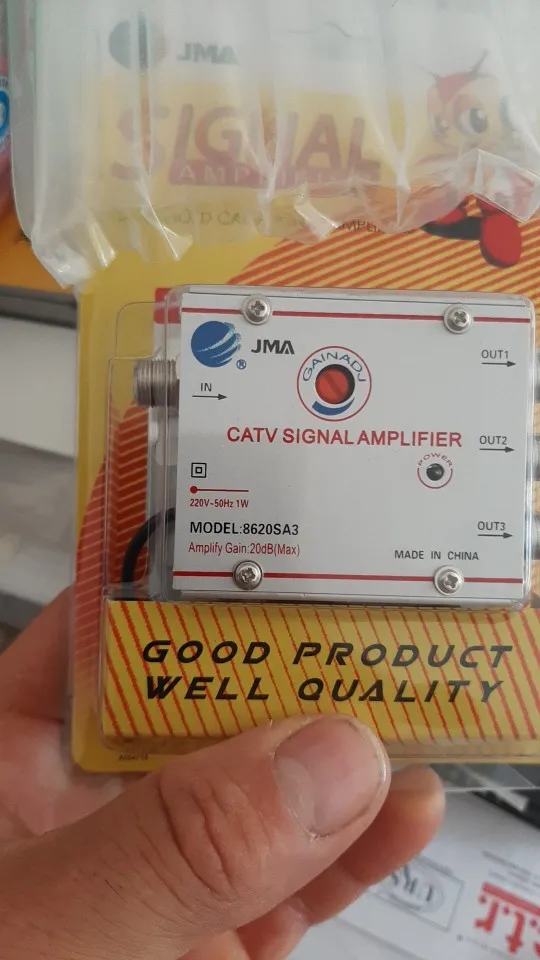 JMA
SIGNAL
JMA
®
GAINADJ
OUT1
IN
CATV SIGNAL AMPLIFIER
OUT2
POWER
220V~50Hz 1W
MODEL:8620SA3
OUT3
Amplify Gain:20dB(Max)
MADE IN CHINA
GOOD PRODUCT
WELL QUALITY